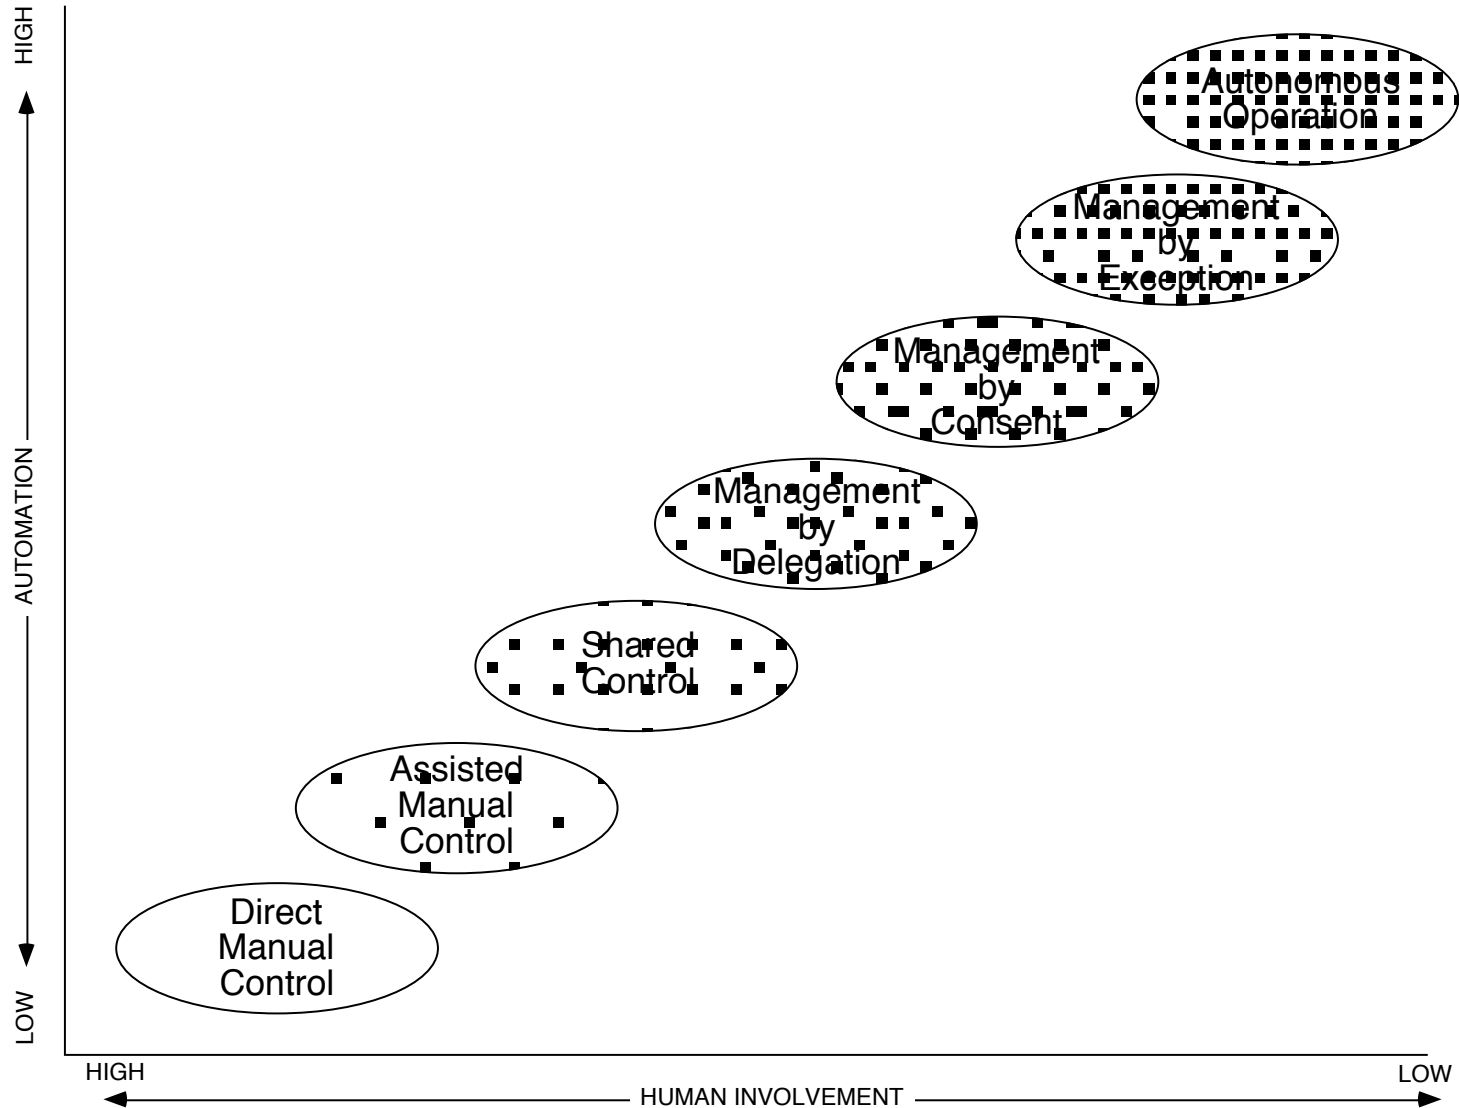 HIGH
Autonomous
Operation
Management
by
Exception
Management
by
Consent
AUTOMATION
Management
by
Delegation
Shared
Control
Assisted
Manual
Control
Direct
Manual
Control
LOW
HIGH
LOW
HUMAN INVOLVEMENT